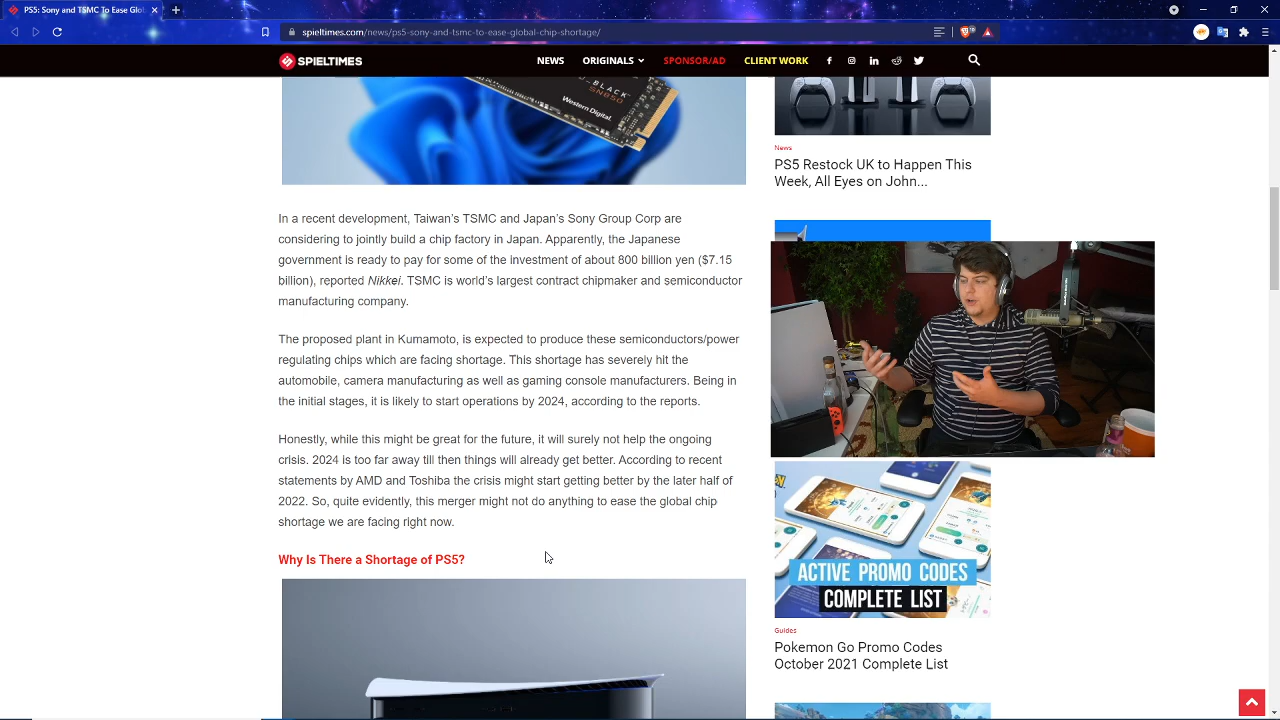 PS5: Sony and TSMC To Ease Glo
spieltimes.com/news/ps5-sony-and-tsmc-to-ease-global-chip-shortage/
SPIELTIMES
NEWS
ORIGINALS
SPONSOR/AD
CLIENT WORK
BLACK
SN850
Western Digital.
In a recent development, Taiwan's TSMC and Japan's Sony Group Corp are
considering to jointly build a chip factory in Japan. Apparently, the Japanese
government is ready to pay for some of the investment of about 800 billion yen ($7.15
billion), reported Nikkei. TSMC is world's largest contract chipmaker and semiconductor
manufacturing company.
The proposed plant in Kumamoto, is expected to produce these semiconductors/power
regulating chips which are facing shortage. This shortage has severely hit the
automobile, camera manufacturing as well as gaming console manufacturers. Being in
the initial stages, it is likely to start operations by 2024, according to the reports.
Honestly, while this might be great for the future, it will surely not help the ongoing
crisis. 2024 is too far away till then things will already get better. According to recent
statements by AMD and Toshiba the crisis might start getting better by the later half of
2022. So, quite evidently, this merger might not do anything to ease the global chip
shortage we are facing right now.
Why Is There a Shortage of PS5?
News
PS5 Restock UK to Happen This
Week, All Eyes on John...
ACTIVE PROMO CODES
COMPLETE LIST
Guides
Pokemon Go Promo Codes
October 2021 Complete List